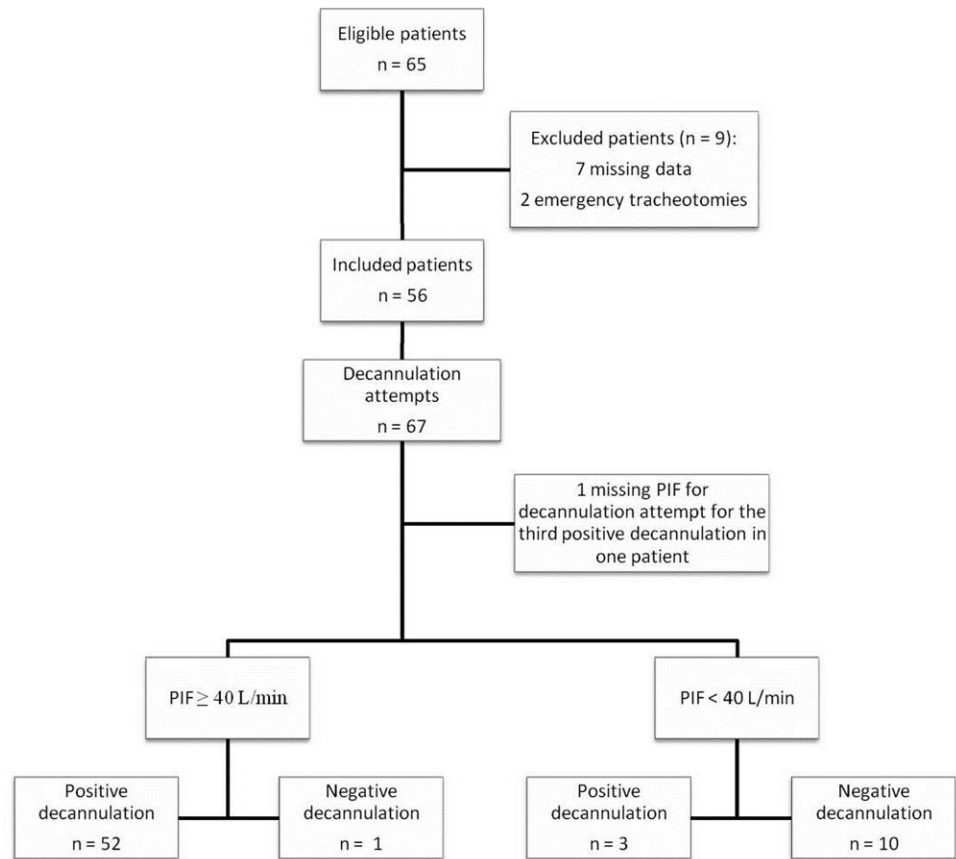 Eligible patients
n = 65
Excluded patients (n = 9):
7 missing data
2 emergency tracheotomies
Included patients
n = 56
Decannulation
attempts
n = 67
1 missing PIF for
decannulation attempt for the
third positive decannulation in
one patient
PIF ≥ 40 L/min
PIF < 40 L/min
Positive
decannulation
n = 52
Negative
decannulation
n = 1
Positive
decannulation
n = 3
Negative
decannulation
n = 10